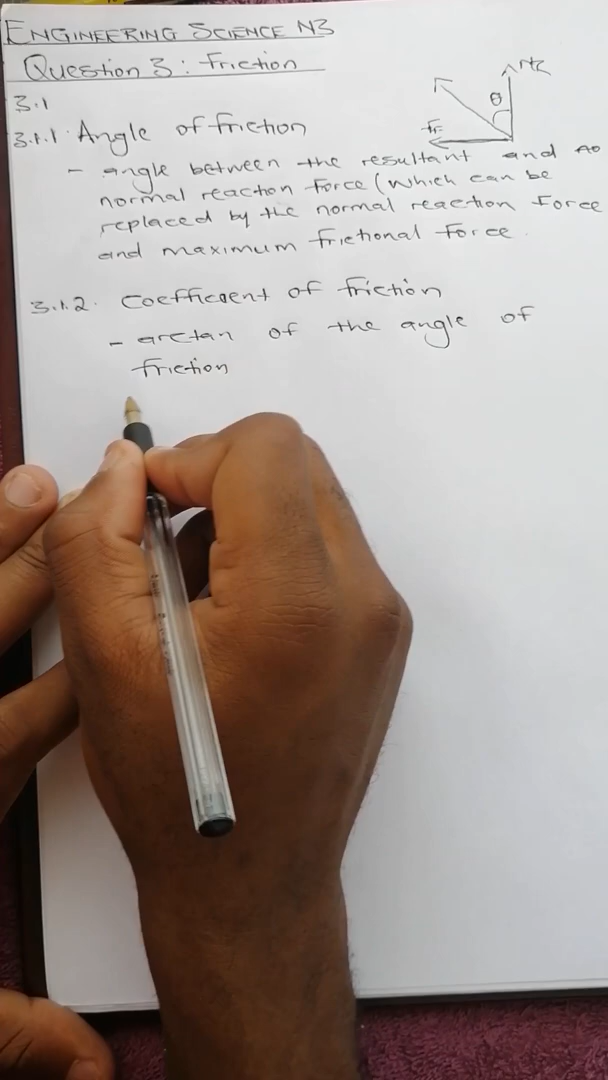 ENGINEERING SCIENCE N3
Question 3: Friction
3.1
3.1.1 Angle of friction
- angle between the resultant and
normal reaction Force (which can be
replaced by the normal reaction Force
and maximum frictional Force.
3.1.2. Coefficient of friction
- arctan of the angle of
friction
θ
Fr